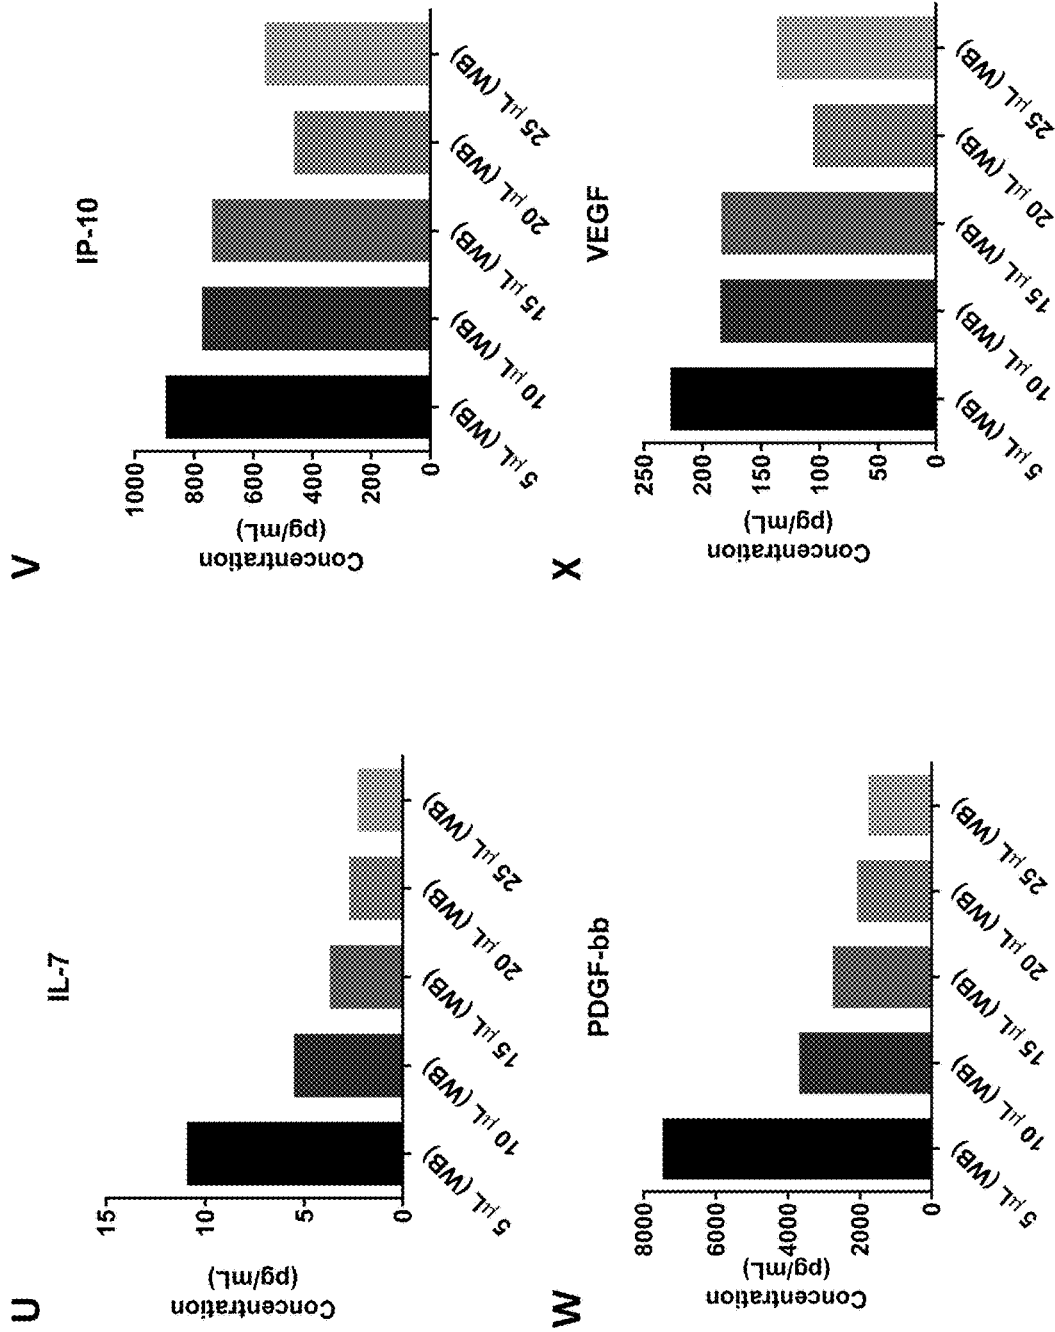 U
IL-7
Concentration
(pg/mL)
15
10
5
0
5 µL (WB)
10 µL (WB)
15 µL (WB)
20 µL (WB)
25 µL (WB)
V
IP-10
Concentration
(pg/mL)
1000
800
600
400
200
0
5 µL (WB)
10 µL (WB)
15 µL (WB)
20 µL (WB)
25 µL (WB)
W
PDGF-bb
Concentration
(pg/mL)
8000
6000
4000
2000
0
5 µL (WB)
10 µL (WB)
15 µL (WB)
20 µL (WB)
25 µL (WB)
X
VEGF
Concentration
(pg/mL)
250
200
150
100
50
0
5 µL (WB)
10 µL (WB)
15 µL (WB)
20 µL (WB)
25 µL (WB)